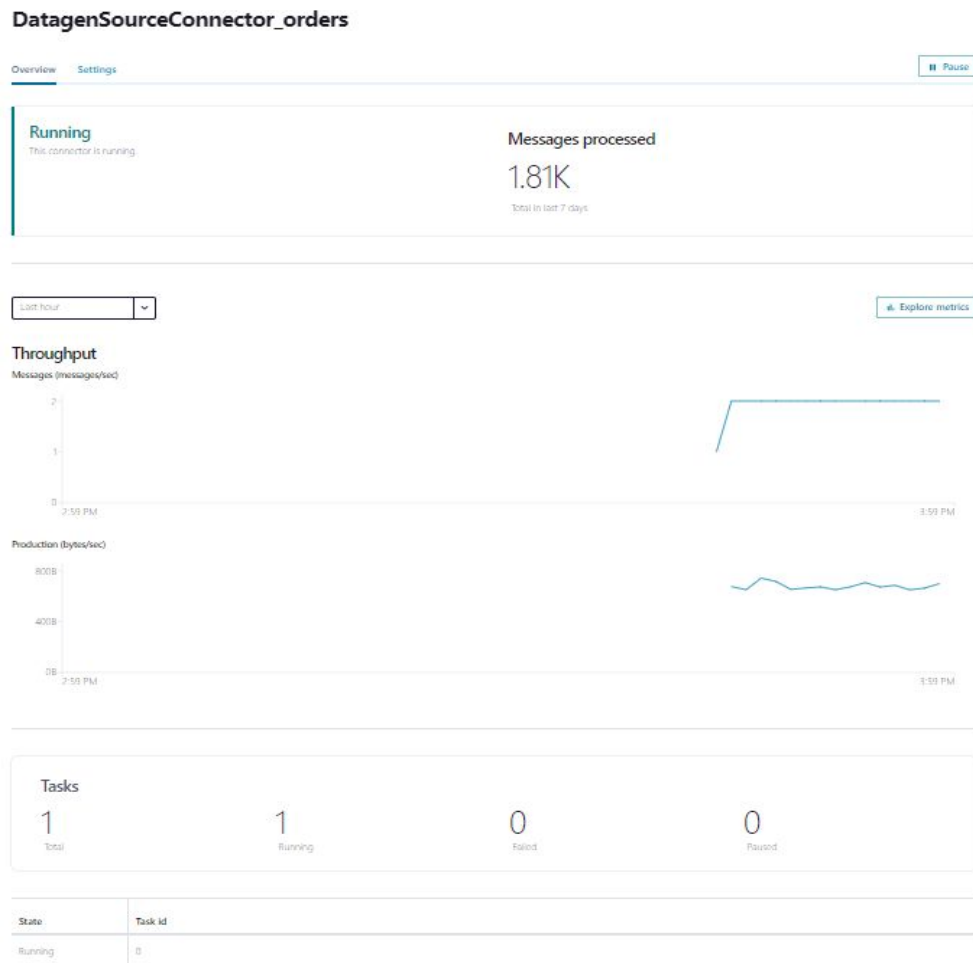 DatagenSourceConnector_orders
Overview Settings Pause
Running
This connector is running.
Messages processed
1.81K
Total in last 7 days
Last hour Explore metrics
Throughput
Messages (messages/sec)
2
1
0
2:59 PM 3:59 PM
Production (bytes/sec)
800B
400B
0B
2:59 PM 3:59 PM
Tasks
1 1 0 0
Total Running Failed Paused
State Task id
Running 0